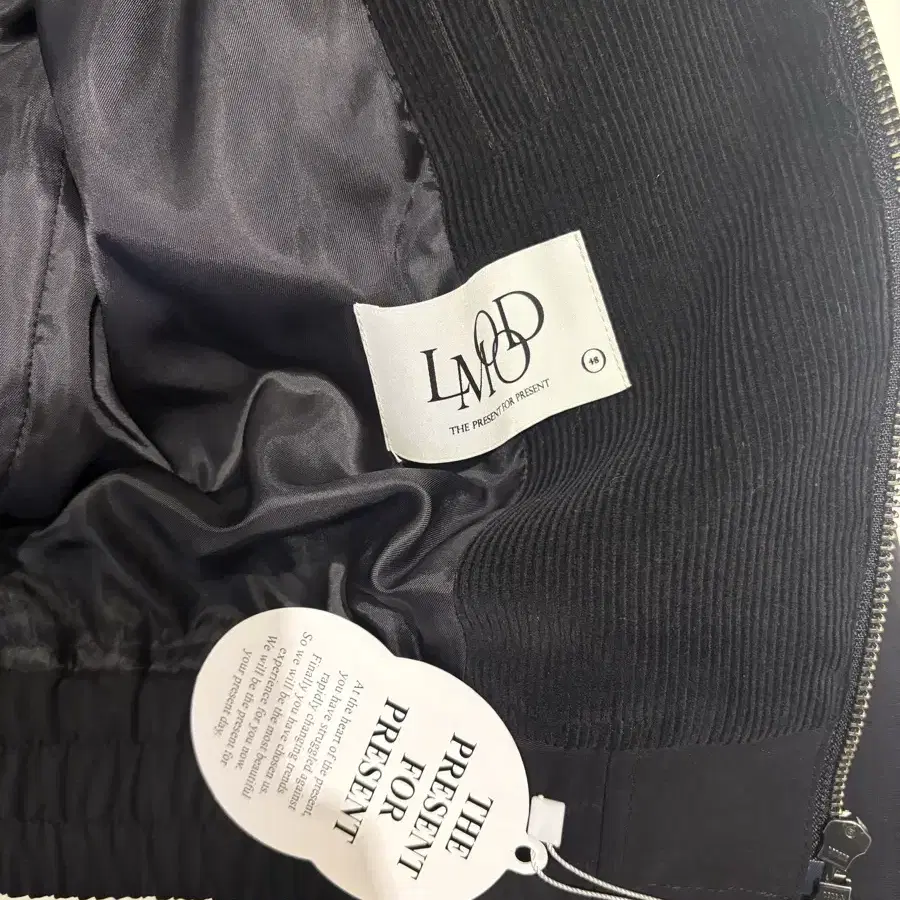 LMOOD
THE PRESENT FOR PRESENT
48
THE
PRESENT
FOR
PRESENT
At the heart of the present,
you have struggled against
rapidly changing trends
Finally you have chosen us.
So we will be the most beautiful
experience for you now.
We will be the present for
your present day.